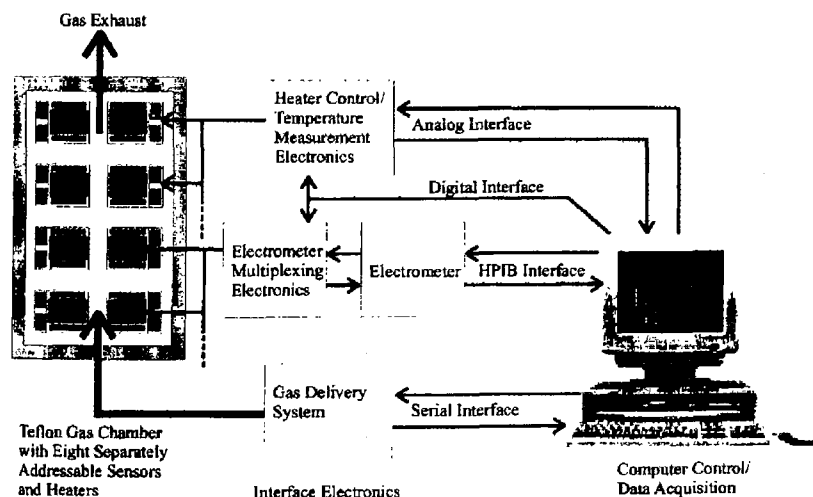 Gas Exhaust
Heater Control/
Temperature
Measurement
Electronics
Analog Interface
Digital Interface
Electrometer
Multiplexing
Electronics
Electrometer
HPIB Interface
Gas Delivery
System
Serial Interface
Teflon Gas Chamber
with Eight Separately
Addressable Sensors
and Heaters
Interface Electronics
Computer Control/
Data Acquisition